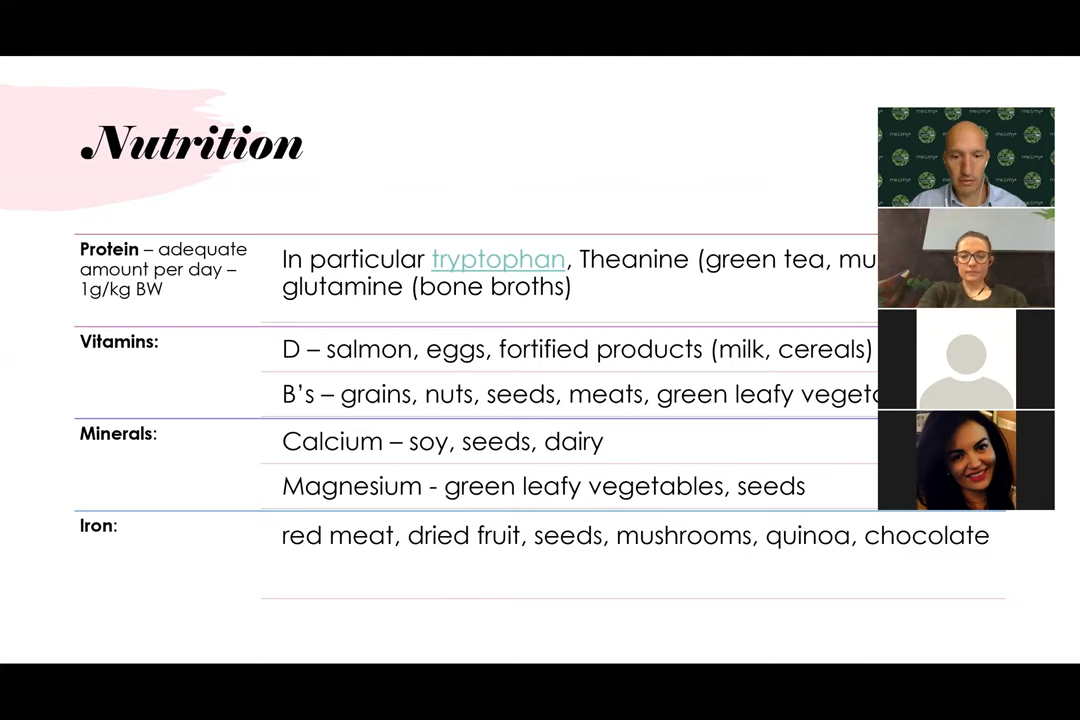 Nutrition
Protein – adequate
amount per day –
1g/kg BW
In particular tryptophan, Theanine (green tea,
glutamine (bone broths)
Vitamins:
D – salmon, eggs, fortified products (milk, cereals)
B’s – grains, nuts, seeds, meats, green leafy
Minerals:
Calcium – soy, seeds, dairy
Magnesium - green leafy vegetables, seeds
Iron:
red meat, dried fruit, seeds, mushrooms, quinoa, chocolate